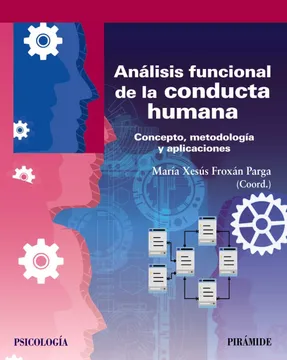 Análisis funcional
de la conducta
humana
Concepto, metodología
y aplicaciones
María Xesús Froxán Parga
(Coord.)
PSICOLOGÍA
PIRÁMIDE